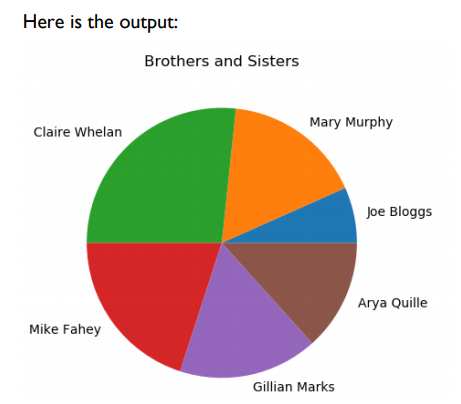 Here is the output:
Brothers and Sisters
Claire Whelan
Mary Murphy
Joe Bloggs
Arya Quille
Mike Fahey
Gillian Marks